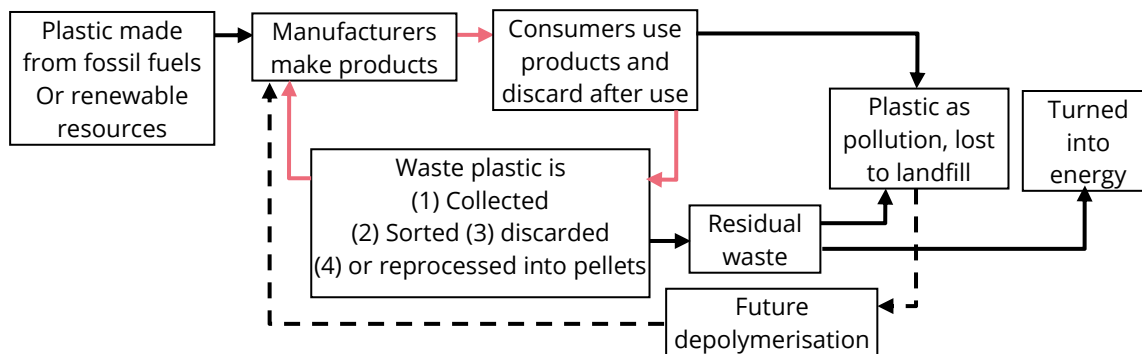 Plastic made
from fossil fuels
Or renewable
resources
Manufacturers
make products
Consumers use
products and
discard after use
Plastic as
pollution, lost
to landfill
Turned
into
energy
Waste plastic is
(1) Collected
(2) Sorted (3) discarded
(4) or reprocessed into pellets
Residual
waste
Future
depolymerisation